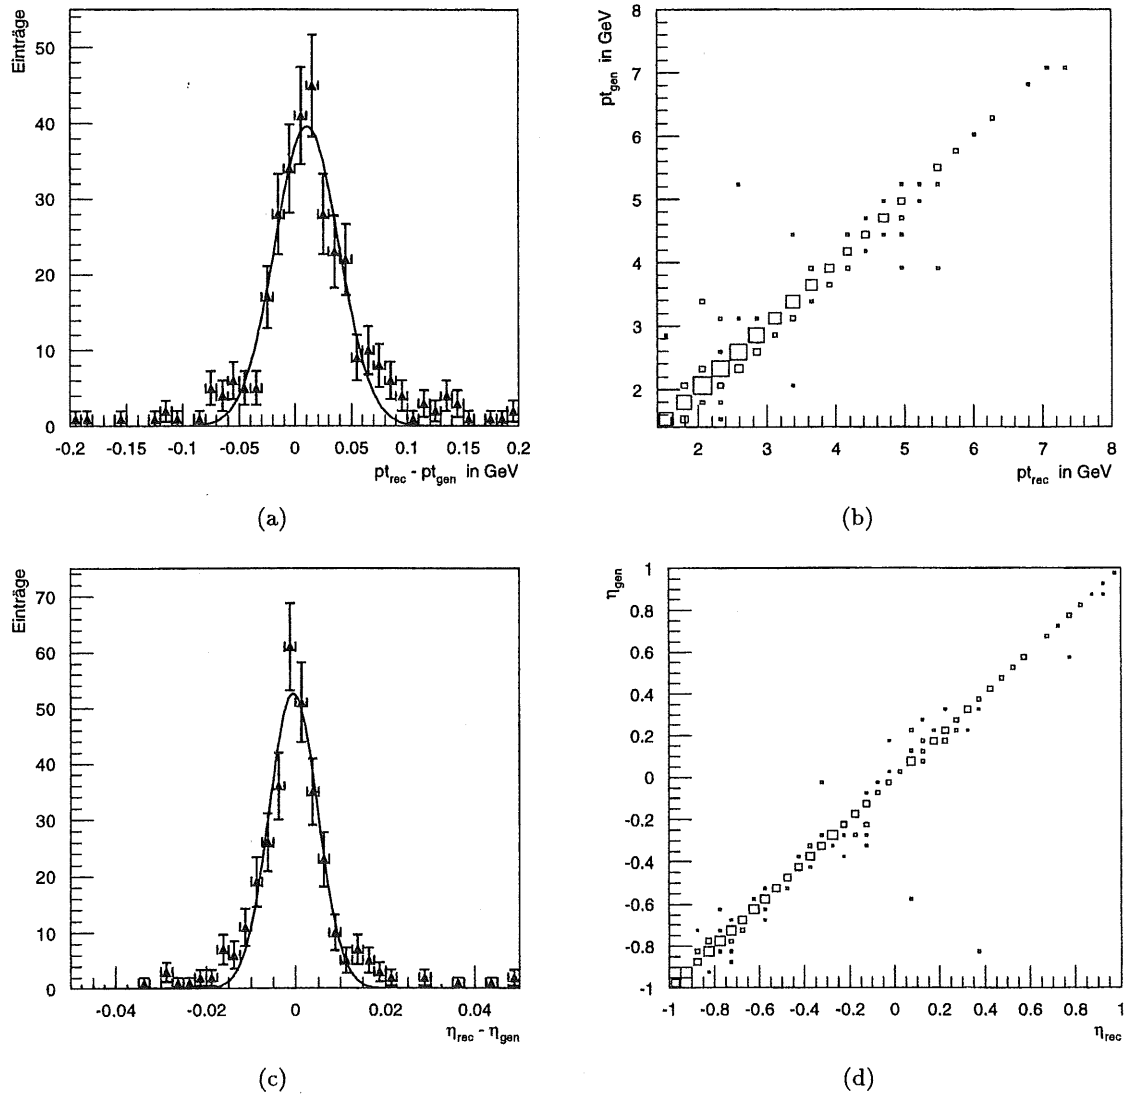 Einträge
50
40
30
20
10
0
-0.2 -0.15 -0.1 -0.05 0 0.05 0.1 0.15 0.2
pt_rec - pt_gen in GeV
(a)
pt_gen in GeV
8
7
6
5
4
3
2
2 3 4 5 6 7 8
pt_rec in GeV
(b)
Einträge
70
60
50
40
30
20
10
0
-0.04 -0.02 0 0.02 0.04
η_rec - η_gen
(c)
η_gen
1
0.8
0.6
0.4
0.2
0
-0.2
-0.4
-0.6
-0.8
-1
-1 -0.8 -0.6 -0.4 -0.2 0 0.2 0.4 0.6 0.8 1
η_rec
(d)